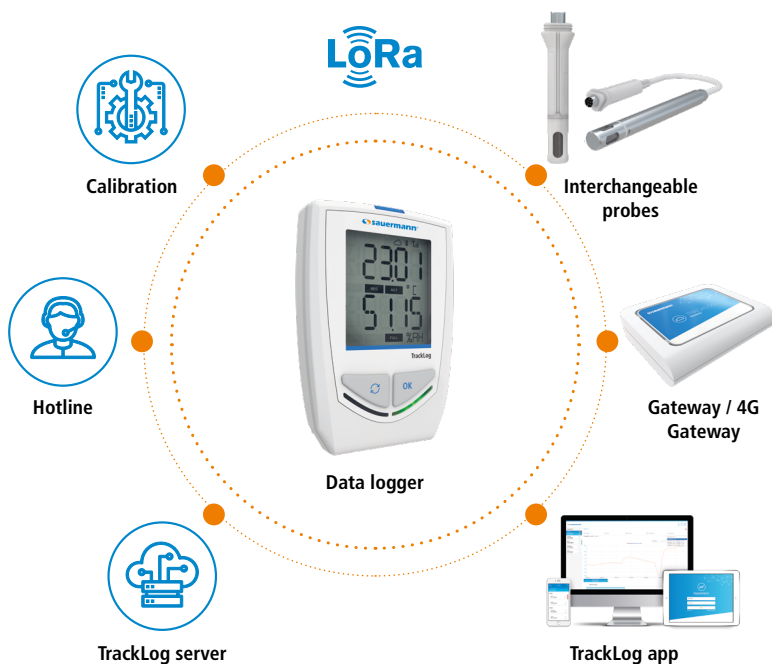 LoRa
Calibration
Interchangeable
probes
sauermann
23.01
°C
51.15
%RH
TrackLog
OK
Hotline
Gateway / 4G
Gateway
Data logger
TrackLog server
TrackLog app